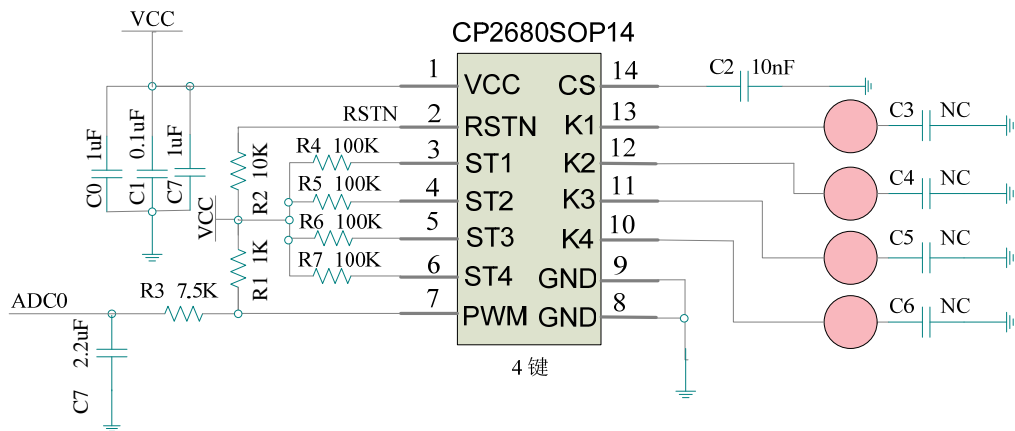 VCC
CP2680SOP14
1 VCC CS 14 C2 10nF
2 RSTN RSTN K1 13 C3 NC
3 R4 100K ST1 K2 12 C4 NC
4 R5 100K ST2 K3 11 C5 NC
5 R6 100K ST3 K4 10 C6 NC
6 R7 100K ST4 GND 9
7 PWM GND 8
4 键
C0 1uF
C1 0.1uF
C7 1uF
R2 10K
VCC
R1 1K
ADC0
R3 7.5K
C7 2.2uF